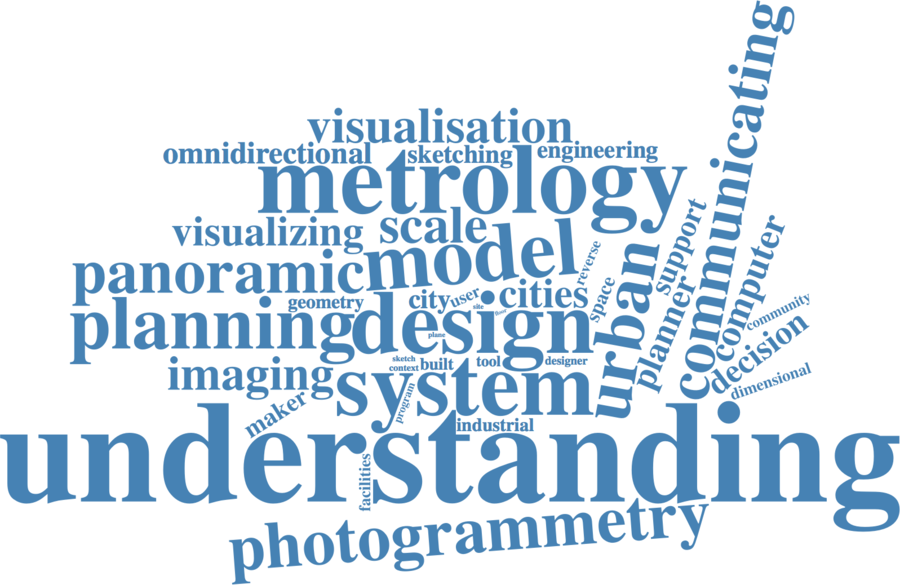 communicating
visualisation
omnidirectional
sketching
engineering
metrology
visualizing
scale
support
computer
model
reverse
urban
panoramic
planner
space
community
geometry
city
user
cities
site
planning
design
plane
decision
dimensional
imaging
sketch
context
built
tool
designer
system
program
maker
industrial
understanding
facilities
photogrammetry